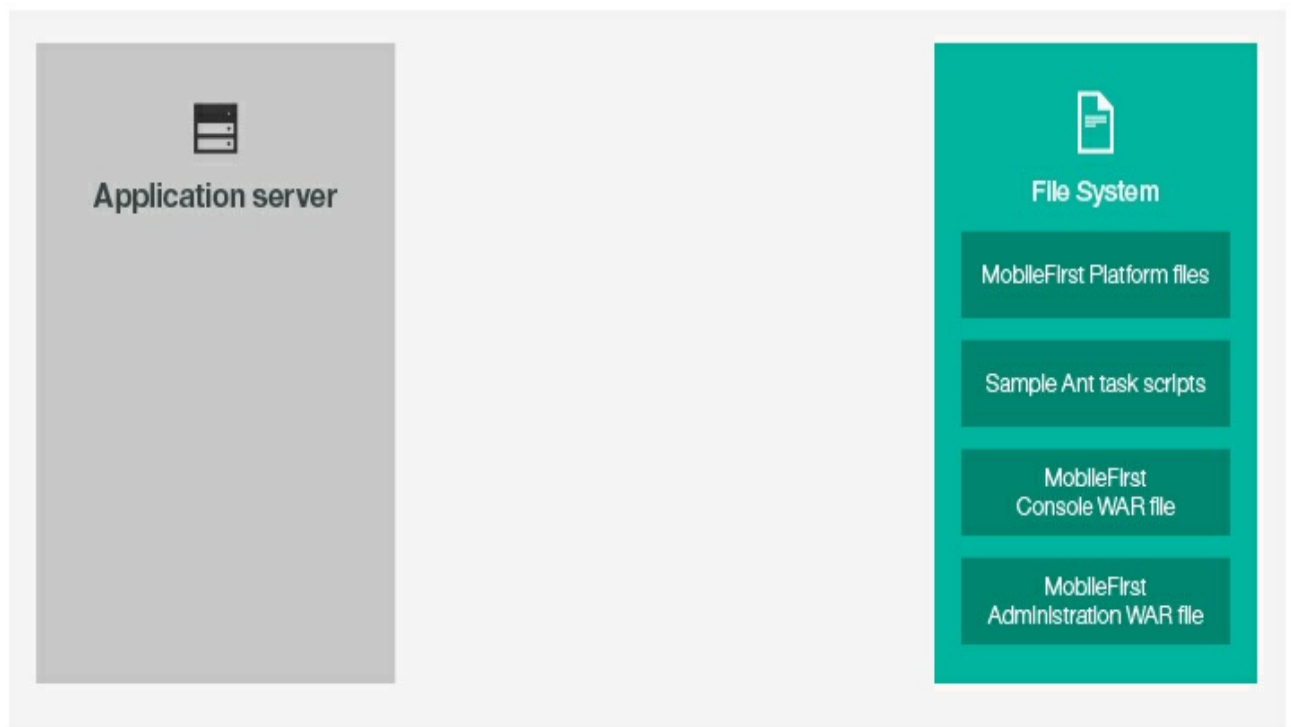 Application server
File System
MobileFirst Platform files
Sample Ant task scripts
MobileFirst
Console WAR file
MobileFirst
Administration WAR file